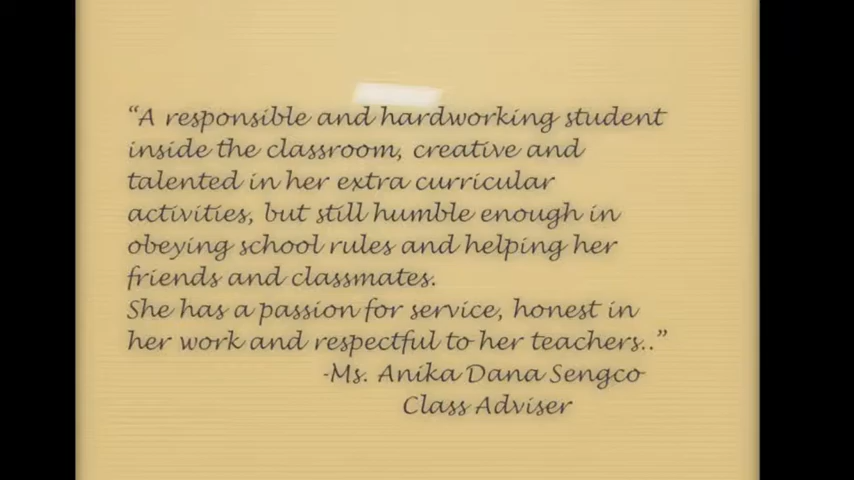 “A responsible and hardworking student
inside the classroom, creative and
talented in her extra curricular
activities, but still humble enough in
obeying school rules and helping her
friends and classmates.
She has a passion for service, honest in
her work and respectful to her teachers..”
-Ms. Anika Dana Sengco
Class Adviser